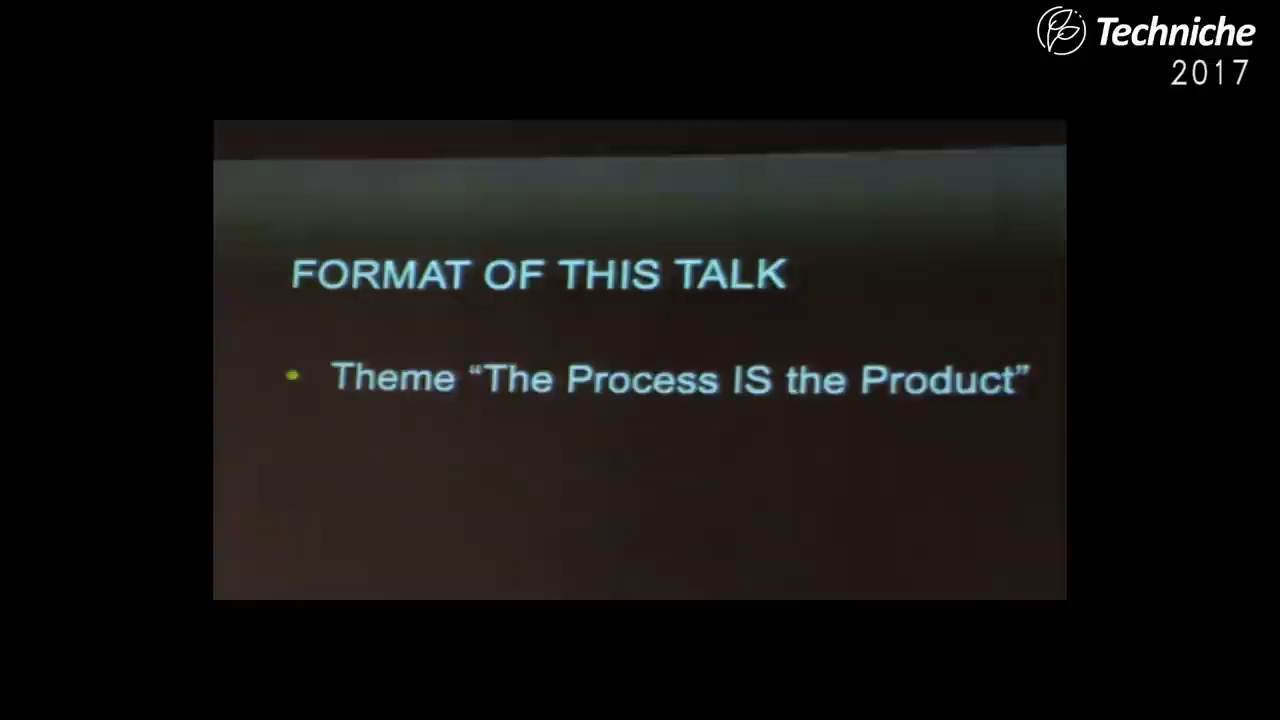 Techniche
2017
FORMAT OF THIS TALK
• Theme “The Process IS the Product”